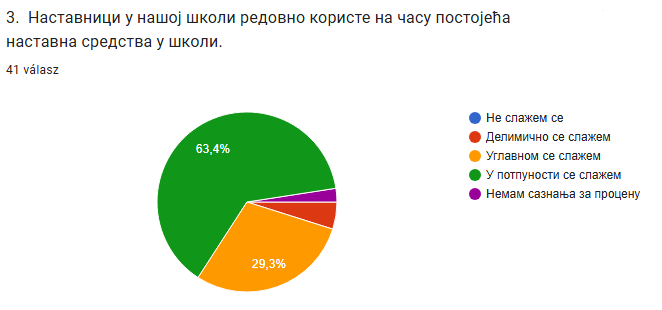 3. Наставници у нашој школи редовно користе на часу постојећа
наставна средства у школи.
41 válasz
63,4%
29,3%
Не слажем се
Делимично се слажем
Углавном се слажем
У потпуности се слажем
Немам сазнања за процену